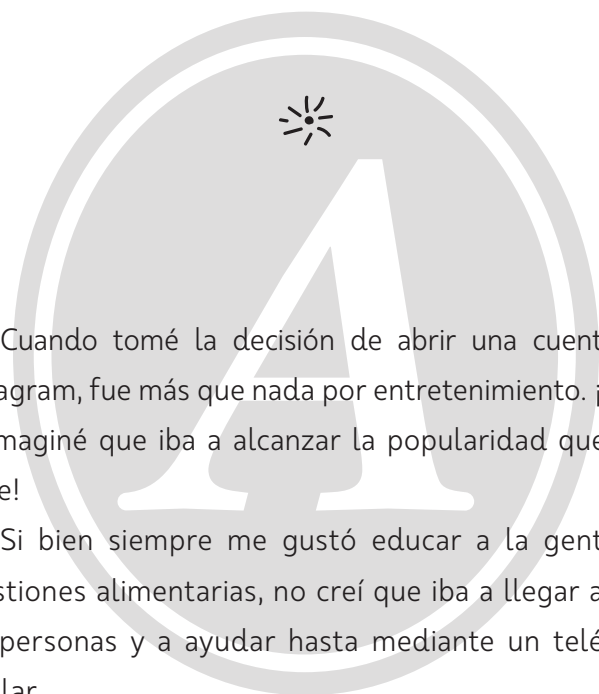 A
Cuando tomé la decisión de abrir una cuent
agram, fue más que nada por entretenimiento. ¡
maginé que iba a alcanzar la popularidad que
e!
Si bien siempre me gustó educar a la gent
stiones alimentarias, no creí que iba a llegar a
personas y a ayudar hasta mediante un telé
lar